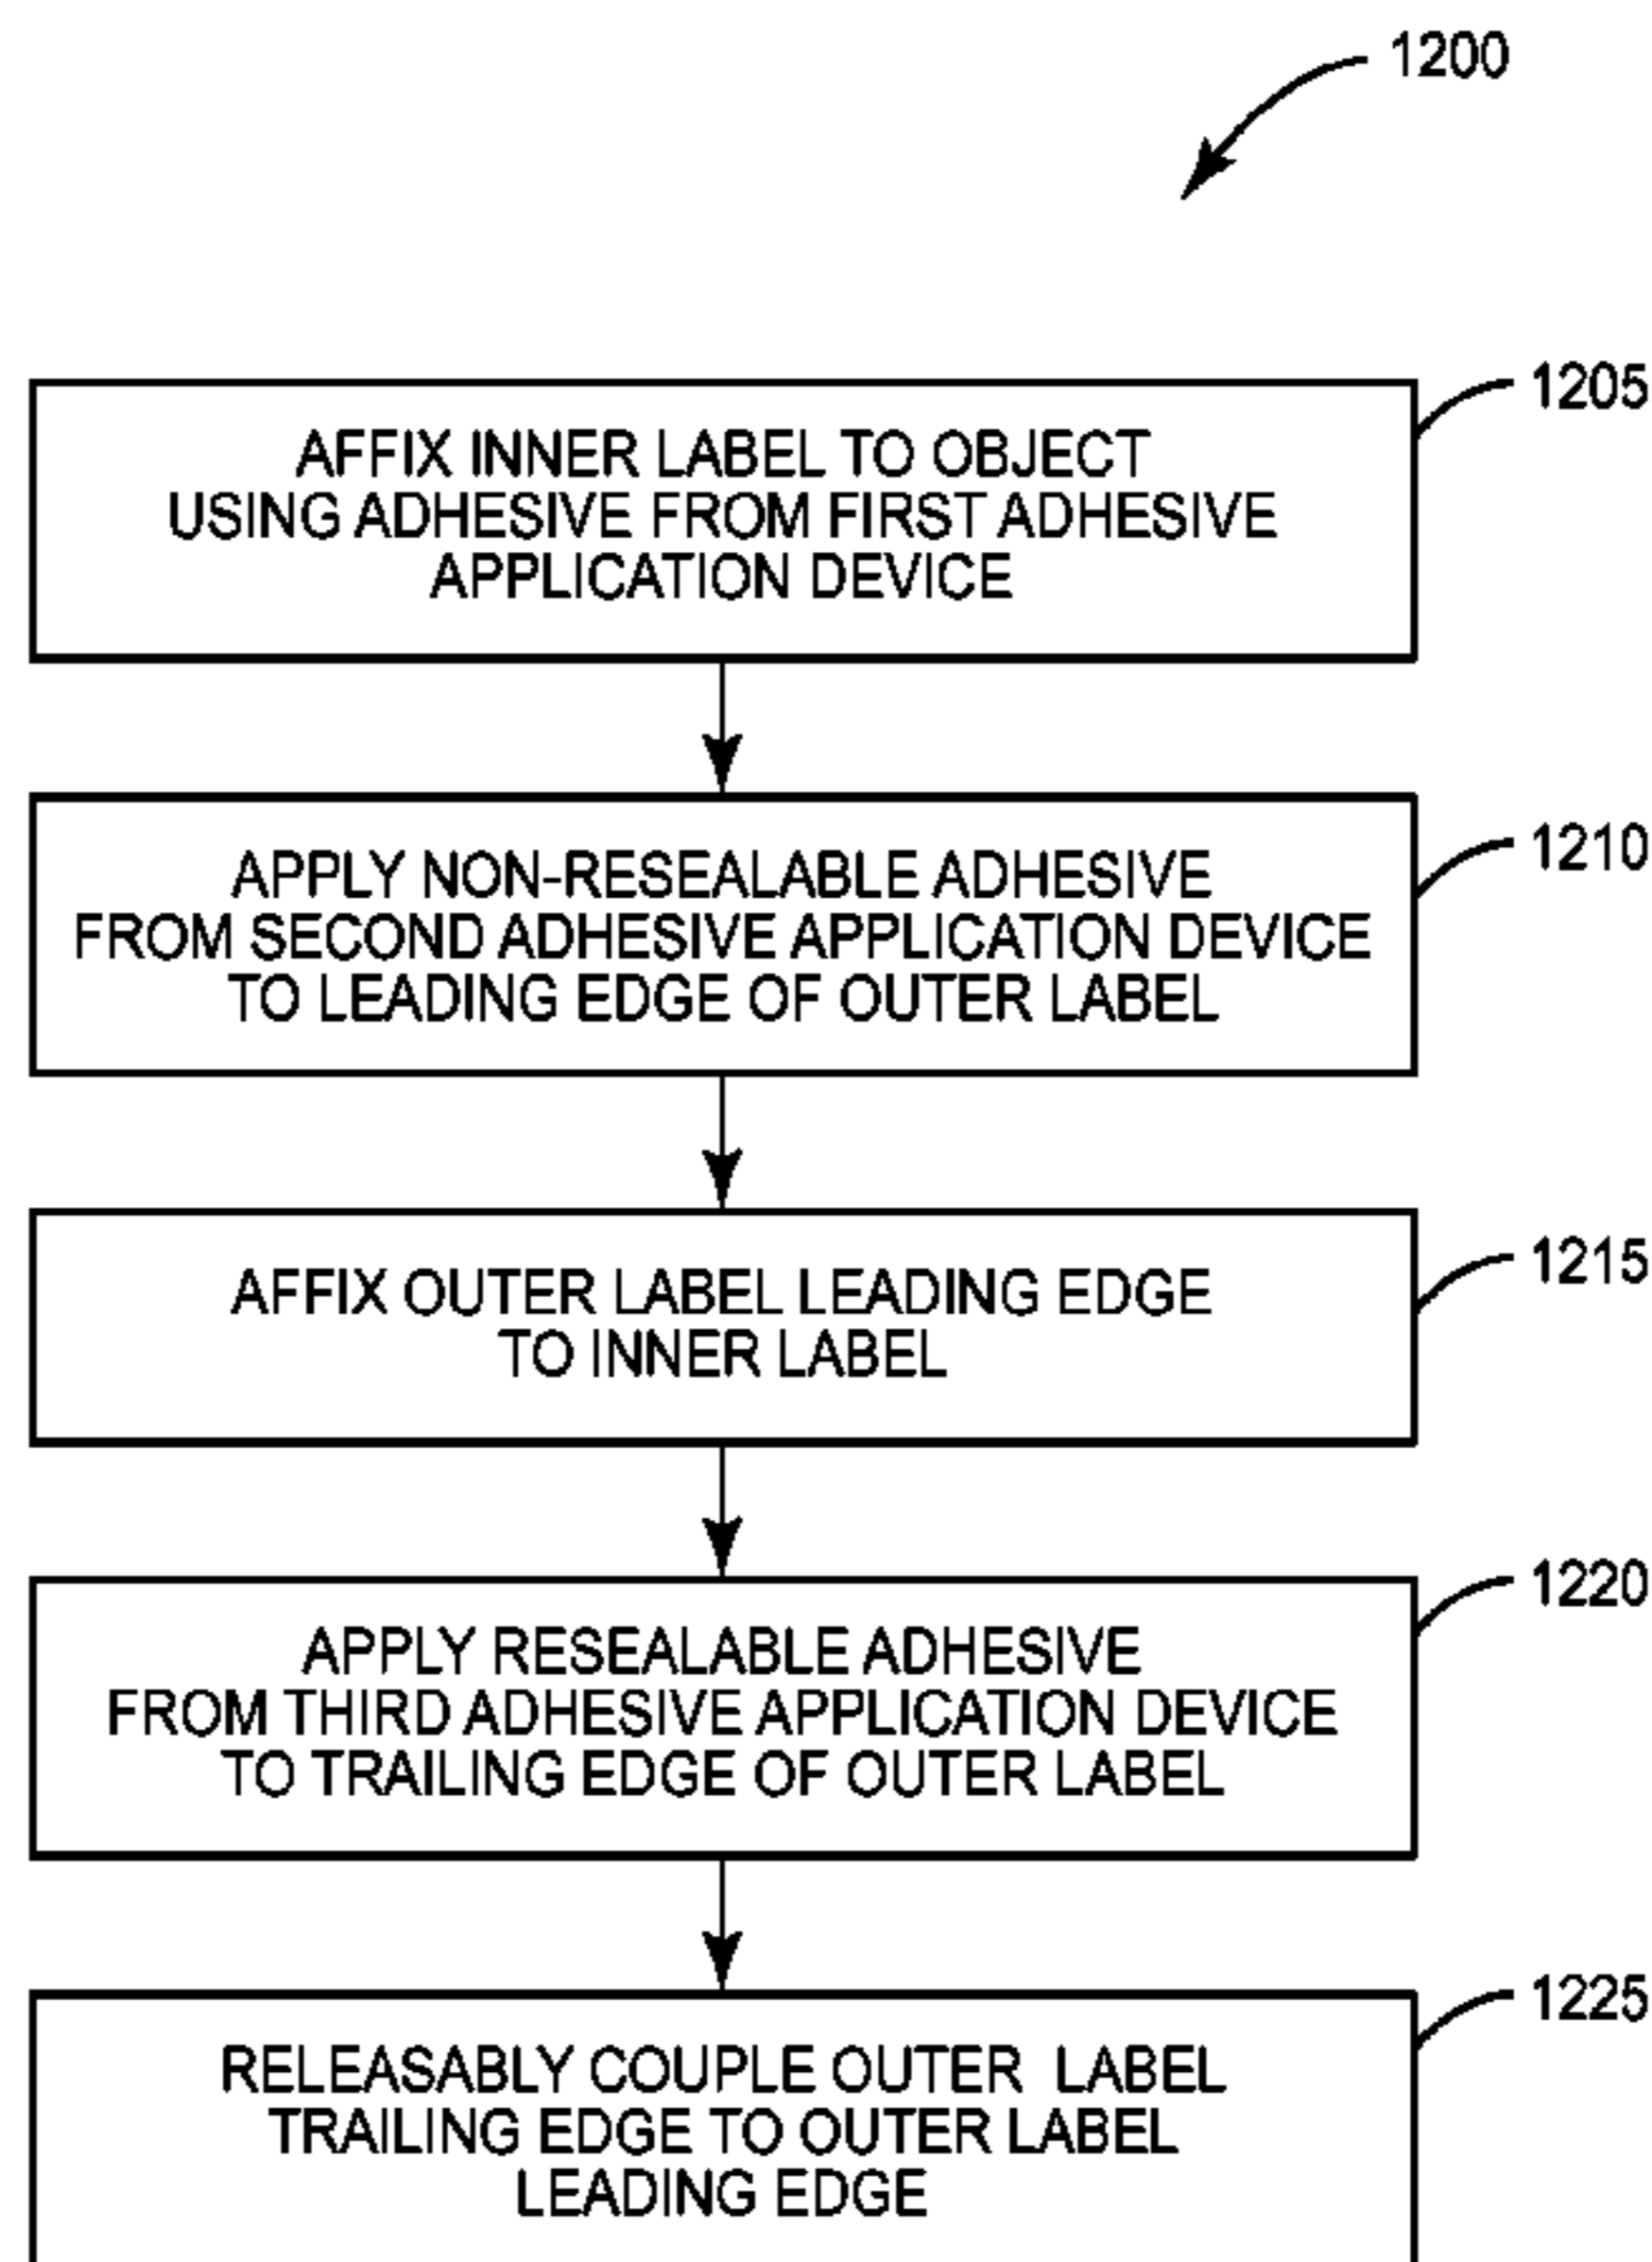 1200
1205
AFFIX INNER LABEL TO OBJECT
USING ADHESIVE FROM FIRST ADHESIVE
APPLICATION DEVICE
1210
APPLY NON-RESEALABLE ADHESIVE
FROM SECOND ADHESIVE APPLICATION DEVICE
TO LEADING EDGE OF OUTER LABEL
1215
AFFIX OUTER LABEL LEADING EDGE
TO INNER LABEL
1220
APPLY RESEALABLE ADHESIVE
FROM THIRD ADHESIVE APPLICATION DEVICE
TO TRAILING EDGE OF OUTER LABEL
1225
RELEASABLY COUPLE OUTER LABEL
TRAILING EDGE TO OUTER LABEL
LEADING EDGE